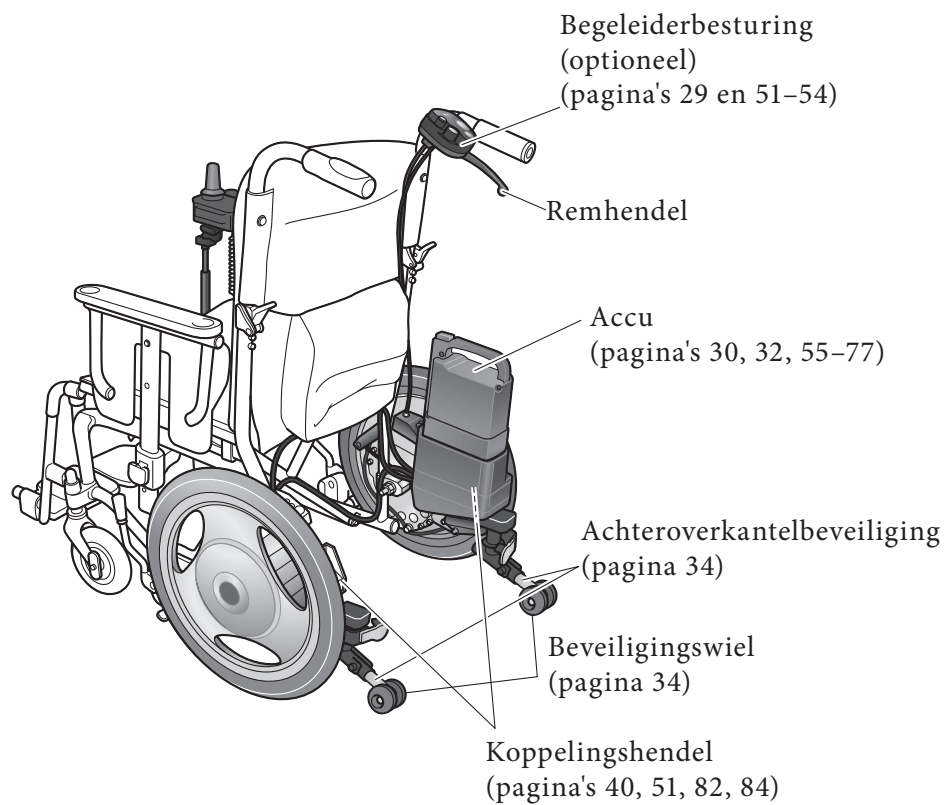 Begeleiderbesturing
(optioneel)
(pagina's 29 en 51–54)
Remhendel
Accu
(pagina's 30, 32, 55–77)
Achteroverkantelbeveiliging
(pagina 34)
Beveiligingswiel
(pagina 34)
Koppelingshendel
(pagina's 40, 51, 82, 84)